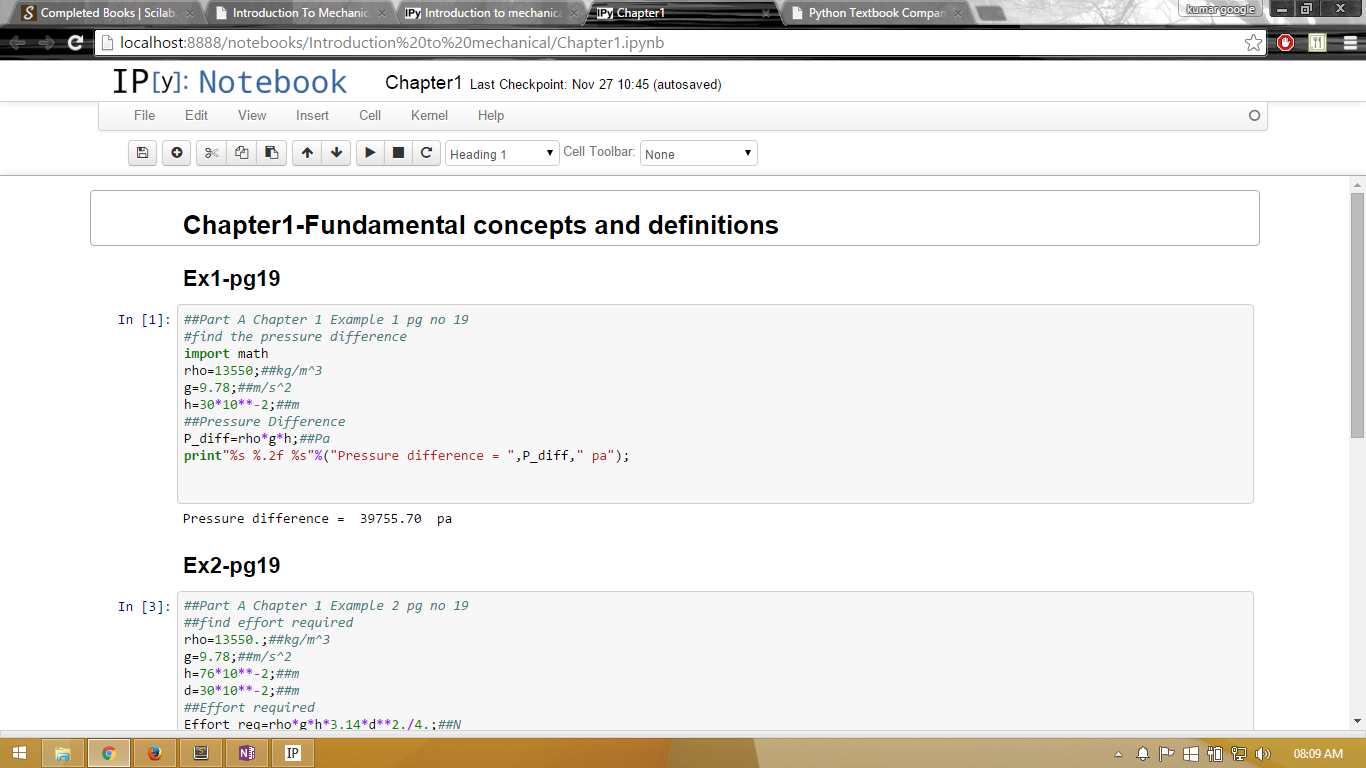 Completed Books | Scilab
Introduction To Mechanic
IPy Introduction to mechanica
IPy Chapter1
Python Textbook Compan
kumar google
localhost:8888/notebooks/Introduction%20to%20mechanical/Chapter1.ipynb
IP[y]: Notebook
Chapter1 Last Checkpoint: Nov 27 10:45 (autosaved)
File Edit View Insert Cell Kernel Help
Heading 1 Cell Toolbar: None
Chapter1-Fundamental concepts and definitions
Ex1-pg19
In [1]: ##Part A Chapter 1 Example 1 pg no 19
#find the pressure difference
import math
rho=13550;##kg/m^3
g=9.78;##m/s^2
h=30*10**-2;##m
##Pressure Difference
P_diff=rho*g*h;##Pa
print"%s %.2f %s"%("Pressure difference = ",P_diff," pa");
Pressure difference =  39755.70  pa
Ex2-pg19
In [3]: ##Part A Chapter 1 Example 2 pg no 19
##find effort required
rho=13550.;##kg/m^3
g=9.78;##m/s^2
h=76*10**-2;##m
d=30*10**-2;##m
##Effort required
Effort_req=rho*g*h*3.14*d**2./4.;##N
IP
08:09 AM